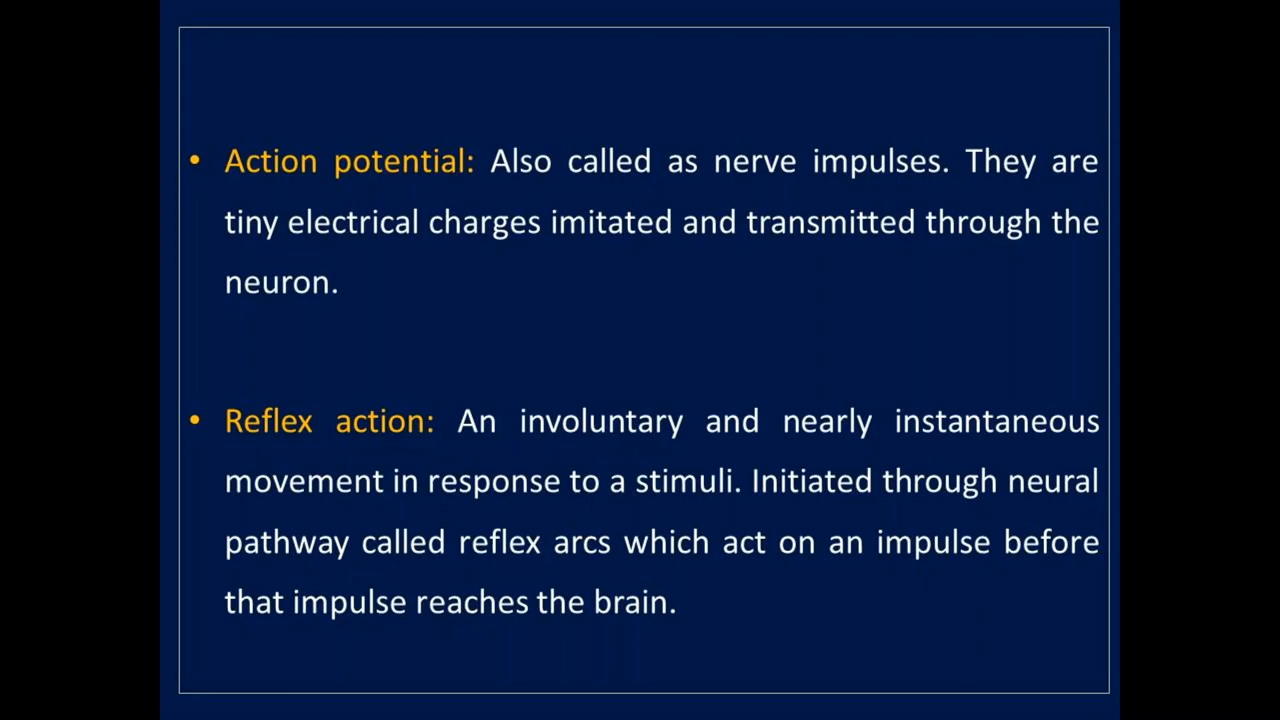 • Action potential: Also called as nerve impulses. They are
tiny electrical charges imitated and transmitted through the
neuron.
• Reflex action: An involuntary and nearly instantaneous
movement in response to a stimuli. Initiated through neural
pathway called reflex arcs which act on an impulse before
that impulse reaches the brain.